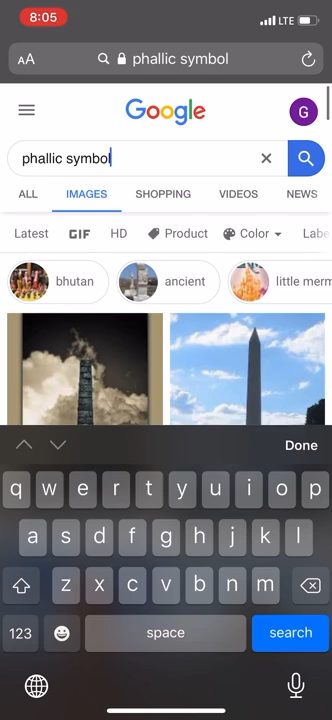 8:05
LTE
AA phallic symbol
Google
G
phallic symbol
ALL IMAGES SHOPPING VIDEOS NEWS
Latest GIF HD Product Color Labe
bhutan ancient little merm
Done
q w e r t y u i o p
a s d f g h j k l
z x c v b n m
123 space search